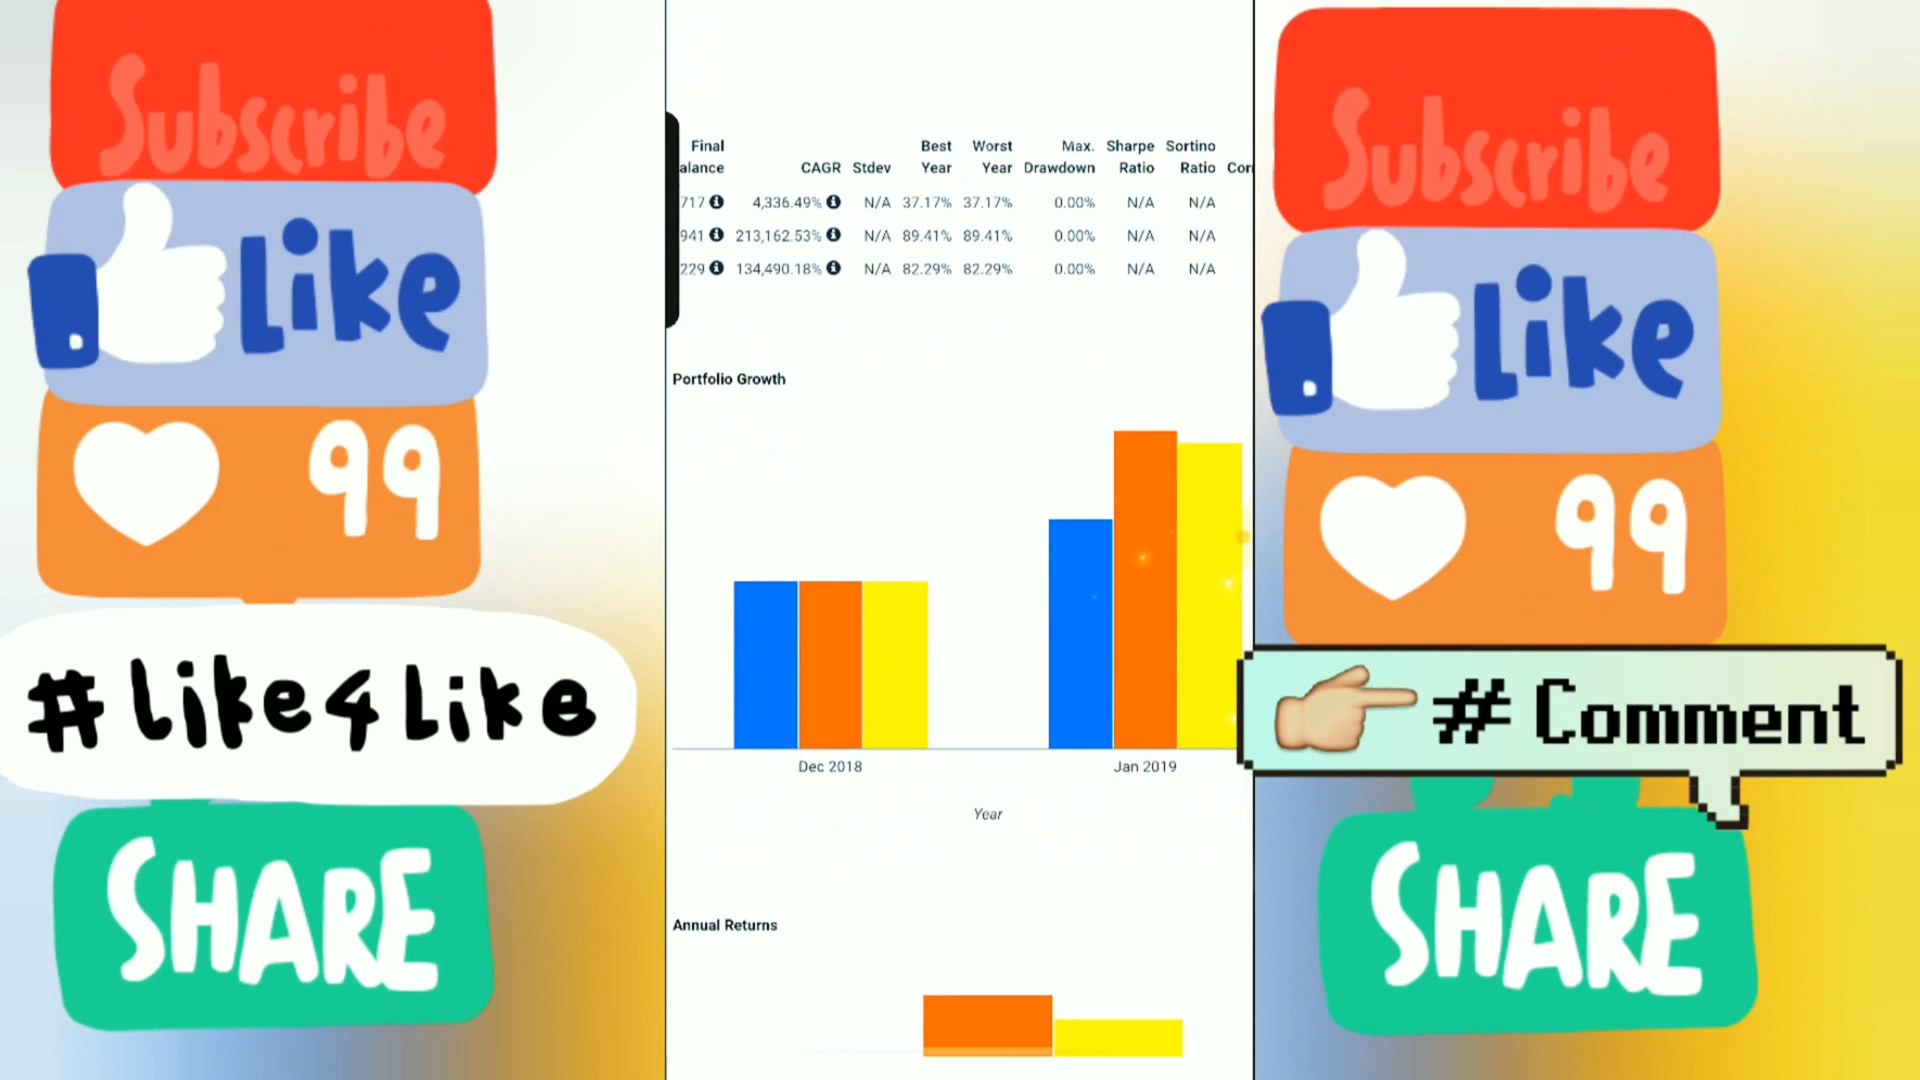 Subscribe
Like
99
#Like4Like
SHARE
Final Best Worst Max. Sharpe Sortino
alance CAGR Stdev Year Year Drawdown Ratio Ratio Corr
717 4,336.49% N/A 37.17% 37.17% 0.00% N/A N/A
941 213,162.53% N/A 89.41% 89.41% 0.00% N/A N/A
229 134,490.18% N/A 82.29% 82.29% 0.00% N/A N/A
Portfolio Growth
Dec 2018 Jan 2019
Year
Annual Returns
Subscribe
Like
99
# Comment
SHARE